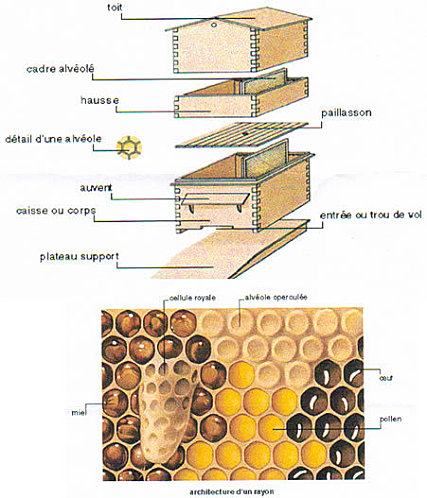 toit
cadre alvéolé
hausse
paillasson
détail d'une alvéole
auvent
caisse ou corps
entrée ou trou de vol
plateau support
cellule royale
alvéole operculée
œuf
miel
pollen
architecture d'un rayon